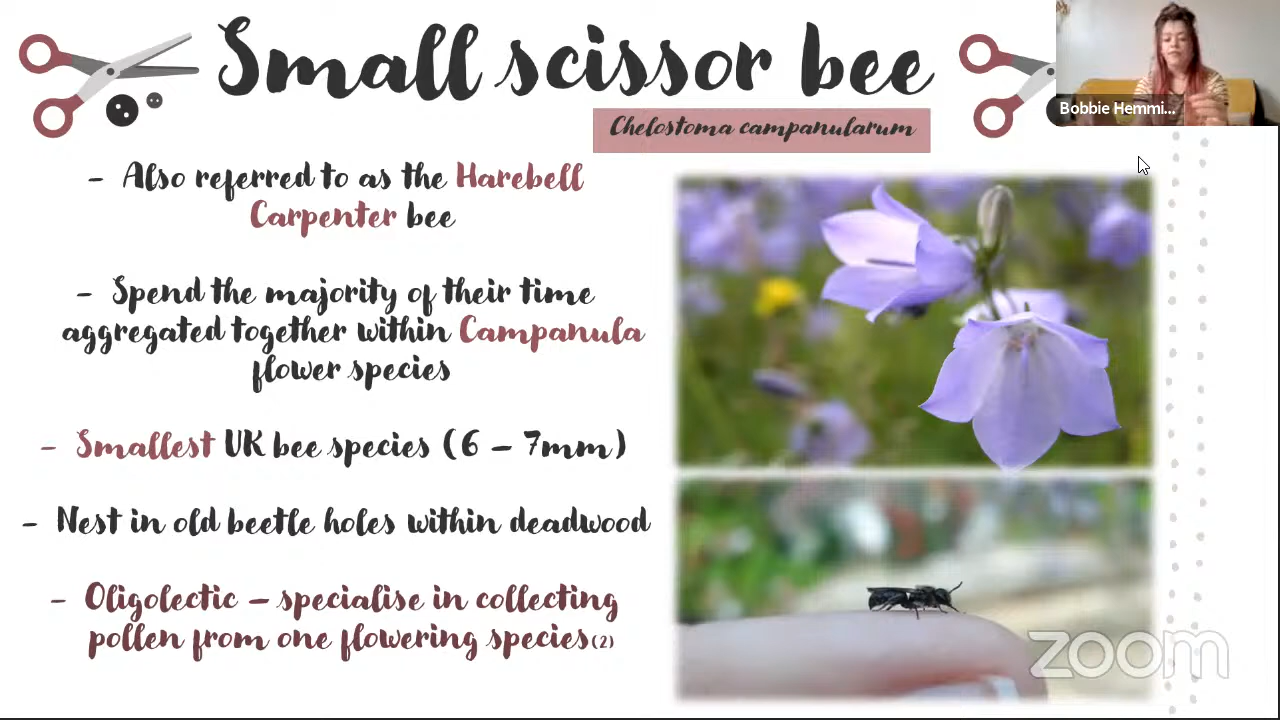 Small scissor bee
Chelostoma campanularum
Bobbie Hemmi...
- Also referred to as the Harebell
Carpenter bee
- Spend the majority of their time
aggregated together within Campanula
flower species
- Smallest UK bee species (6 - 7mm)
- Nest in old beetle holes within deadwood
- Oligolectic - specialise in collecting
pollen from one flowering species(2)
zoom